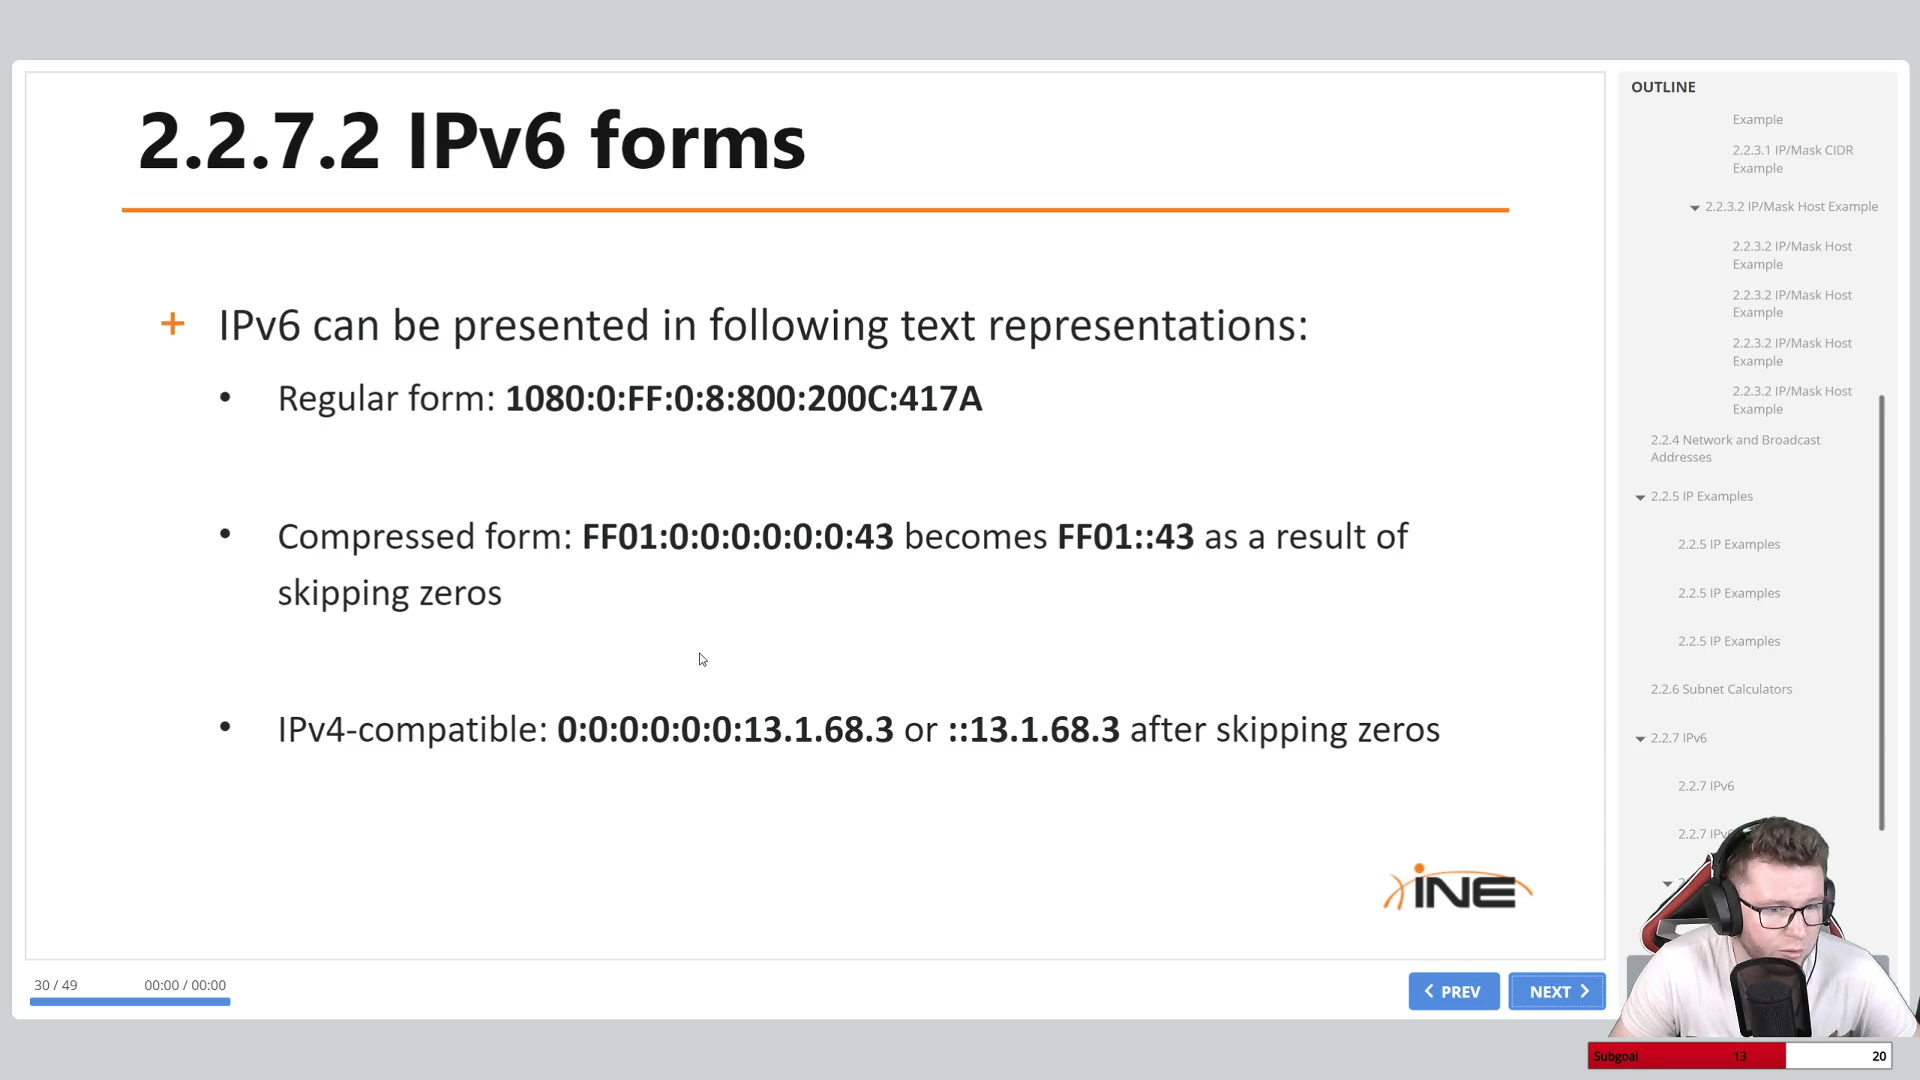 2.2.7.2 IPv6 forms
+ IPv6 can be presented in following text representations:
• Regular form: 1080:0:FF:0:8:800:200C:417A
• Compressed form: FF01:0:0:0:0:0:0:43 becomes FF01::43 as a result of
skipping zeros
• IPv4-compatible: 0:0:0:0:0:0:13.1.68.3 or ::13.1.68.3 after skipping zeros
INE
30 / 49
00:00 / 00:00
PREV
NEXT
OUTLINE
Example
2.2.3.1 IP/Mask CIDR
Example
2.2.3.2 IP/Mask Host Example
2.2.3.2 IP/Mask Host
Example
2.2.3.2 IP/Mask Host
Example
2.2.3.2 IP/Mask Host
Example
2.2.3.2 IP/Mask Host
Example
2.2.4 Network and Broadcast
Addresses
2.2.5 IP Examples
2.2.5 IP Examples
2.2.5 IP Examples
2.2.5 IP Examples
2.2.6 Subnet Calculators
2.2.7 IPv6
2.2.7 IPv6
2.2.7
Subgoal 13 20